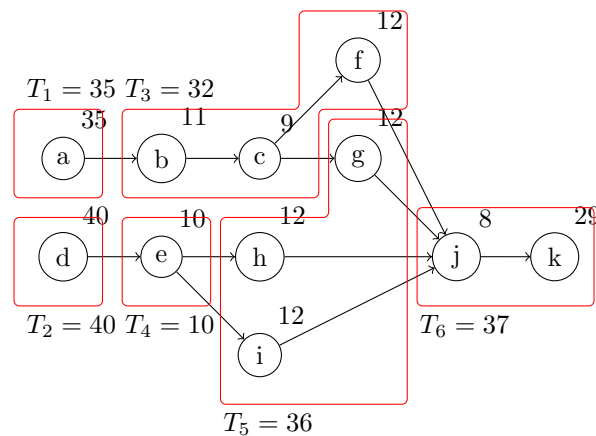 12
f
T₁ = 35 T₃ = 32
35 11 9 12
a b c g
40 10 12 8 29
d e h j k
T₂ = 40 T₄ = 10 12 T₆ = 37
i
T₅ = 36